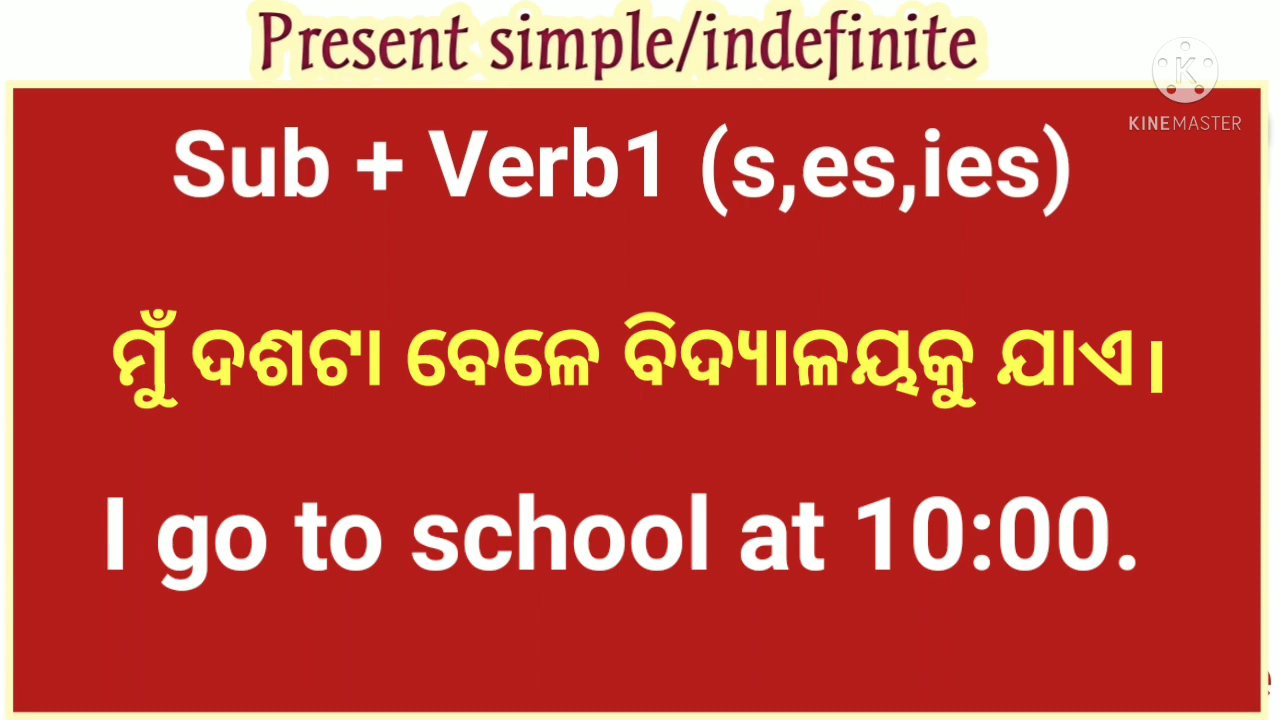 Present simple/indefinite
KINEMASTER
Sub + Verb1 (s,es,ies)
ମୁଁ ଦଶଟା ବେଳେ ବିଦ୍ୟାଳୟକୁ ଯାଏ।
I go to school at 10:00.